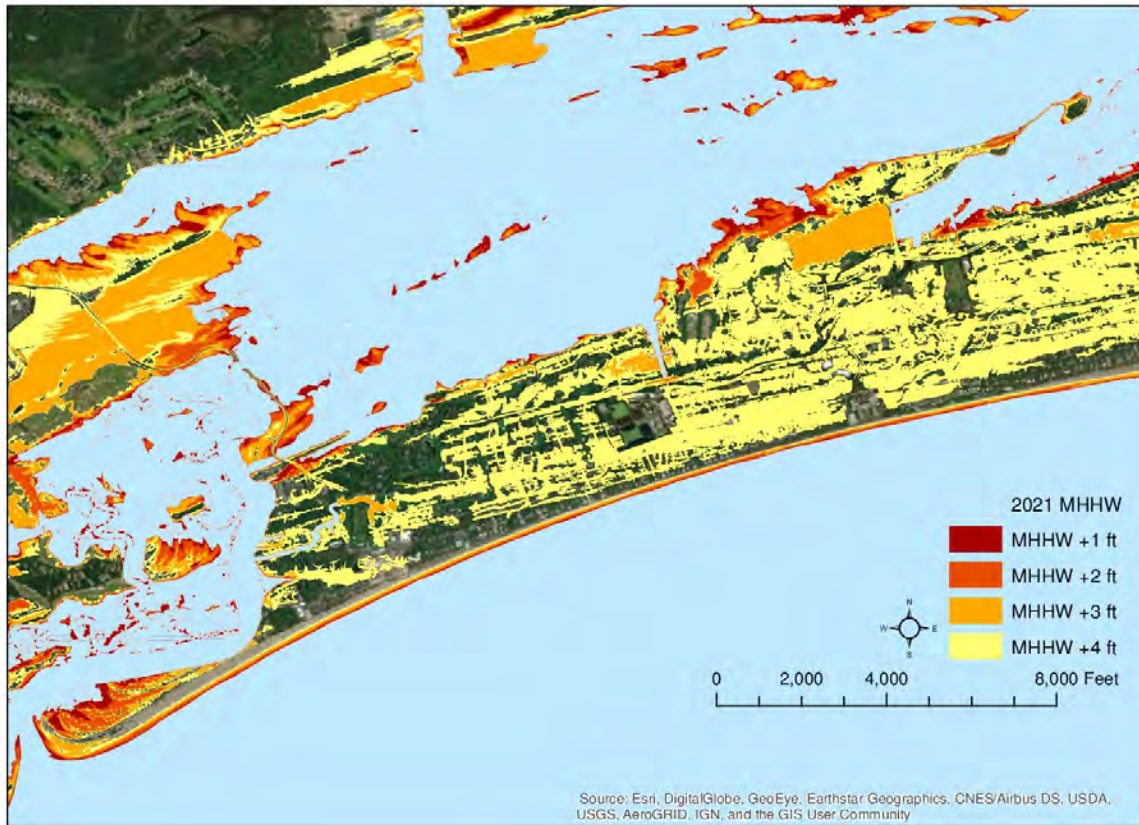 2021 MHHW
MHHW +1 ft
MHHW +2 ft
MHHW +3 ft
MHHW +4 ft
N
W E
S
0 2,000 4,000 8,000 Feet
Source: Esri, DigitalGlobe, GeoEye, Earthstar Geographics, CNES/Airbus DS, USDA,
USGS, AeroGRID, IGN, and the GIS User Community